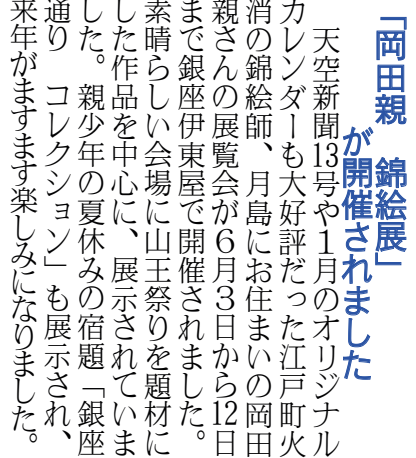 「岡田親　錦絵展」
が開催されました
天空新聞13号や1月のオリジナル
カレンダーも大好評だった江戸町火
消の錦絵師、月島にお住まいの岡田
親さんの展覧会が6月3日から12日
まで銀座伊東屋で開催されました。
素晴らしい会場に山王祭りを題材に
した作品を中心に、展示されていま
した。親少年の夏休みの宿題「銀座
通り　コレクション」も展示され、
来年がますます楽しみになりました。